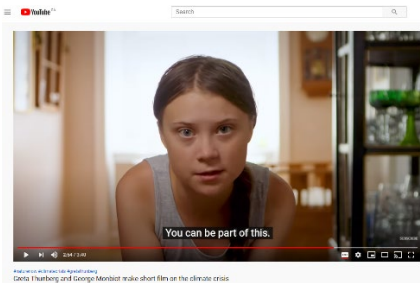 YouTube
Search
You can be part of this.
2:54 / 3:40
Greta Thunberg and George Monbiot make short film on the climate crisis